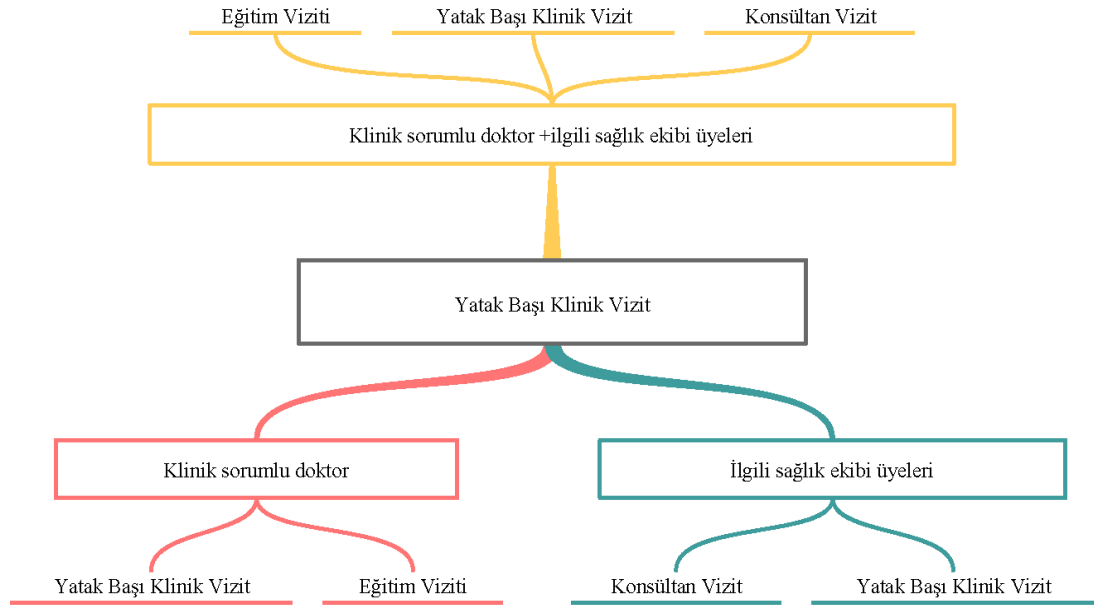 Eğitim Viziti
Yatak Başı Klinik Vizit
Konsültan Vizit
Klinik sorumlu doktor +ilgili sağlık ekibi üyeleri
Yatak Başı Klinik Vizit
Klinik sorumlu doktor
İlgili sağlık ekibi üyeleri
Yatak Başı Klinik Vizit
Eğitim Viziti
Konsültan Vizit
Yatak Başı Klinik Vizit